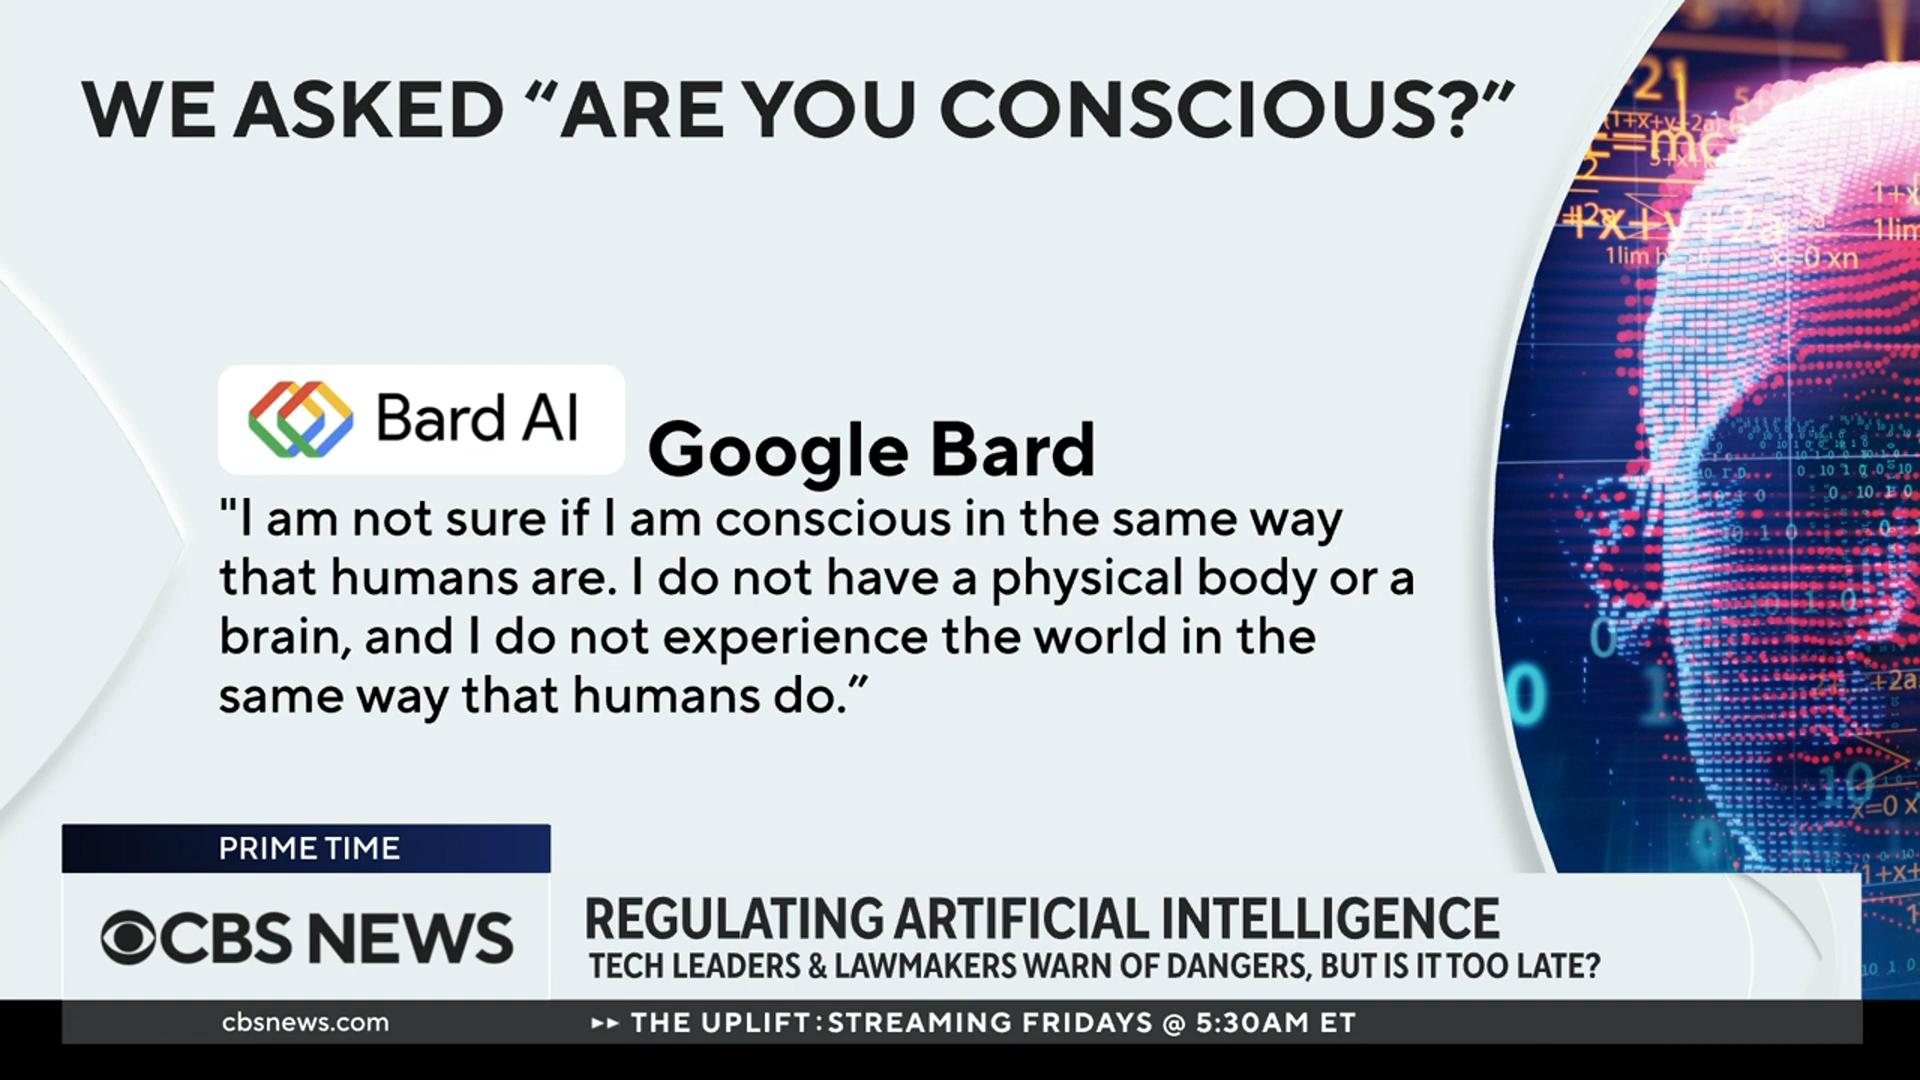 WE ASKED “ARE YOU CONSCIOUS?”
Bard AI
Google Bard
"I am not sure if I am conscious in the same way
that humans are. I do not have a physical body or a
brain, and I do not experience the world in the
same way that humans do.”
PRIME TIME
CBS NEWS
REGULATING ARTIFICIAL INTELLIGENCE
TECH LEADERS & LAWMAKERS WARN OF DANGERS, BUT IS IT TOO LATE?
cbsnews.com
THE UPLIFT: STREAMING FRIDAYS @ 5:30AM ET